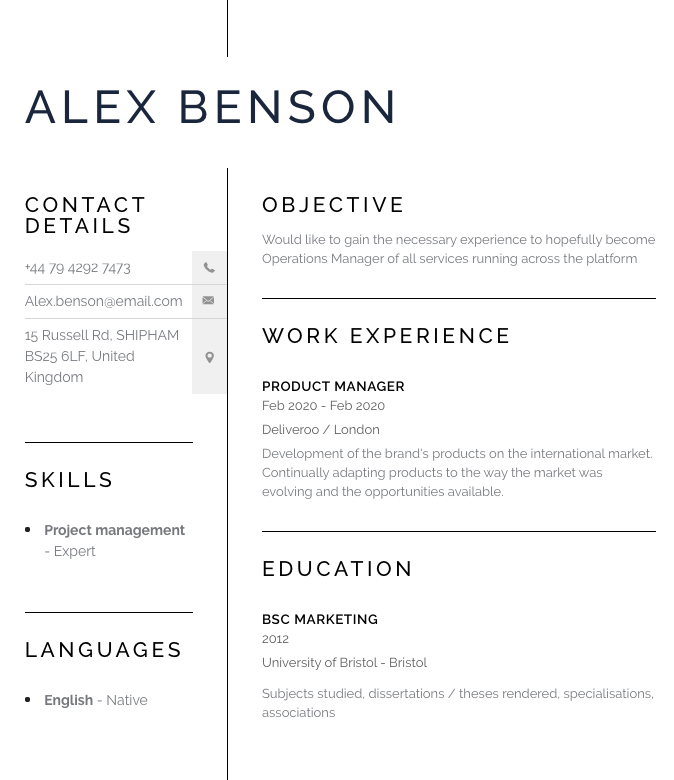 ALEX BENSON
CONTACT
DETAILS
+44 79 4292 7473
Alex.benson@email.com
15 Russell Rd, SHIPHAM
BS25 6LF, United
Kingdom
SKILLS
Project management
- Expert
LANGUAGES
English - Native
OBJECTIVE
Would like to gain the necessary experience to hopefully become
Operations Manager of all services running across the platform
WORK EXPERIENCE
PRODUCT MANAGER
Feb 2020 - Feb 2020
Deliveroo / London
Development of the brand's products on the international market.
Continually adapting products to the way the market was
evolving and the opportunities available.
EDUCATION
BSC MARKETING
2012
University of Bristol - Bristol
Subjects studied, dissertations / theses rendered, specialisations,
associations